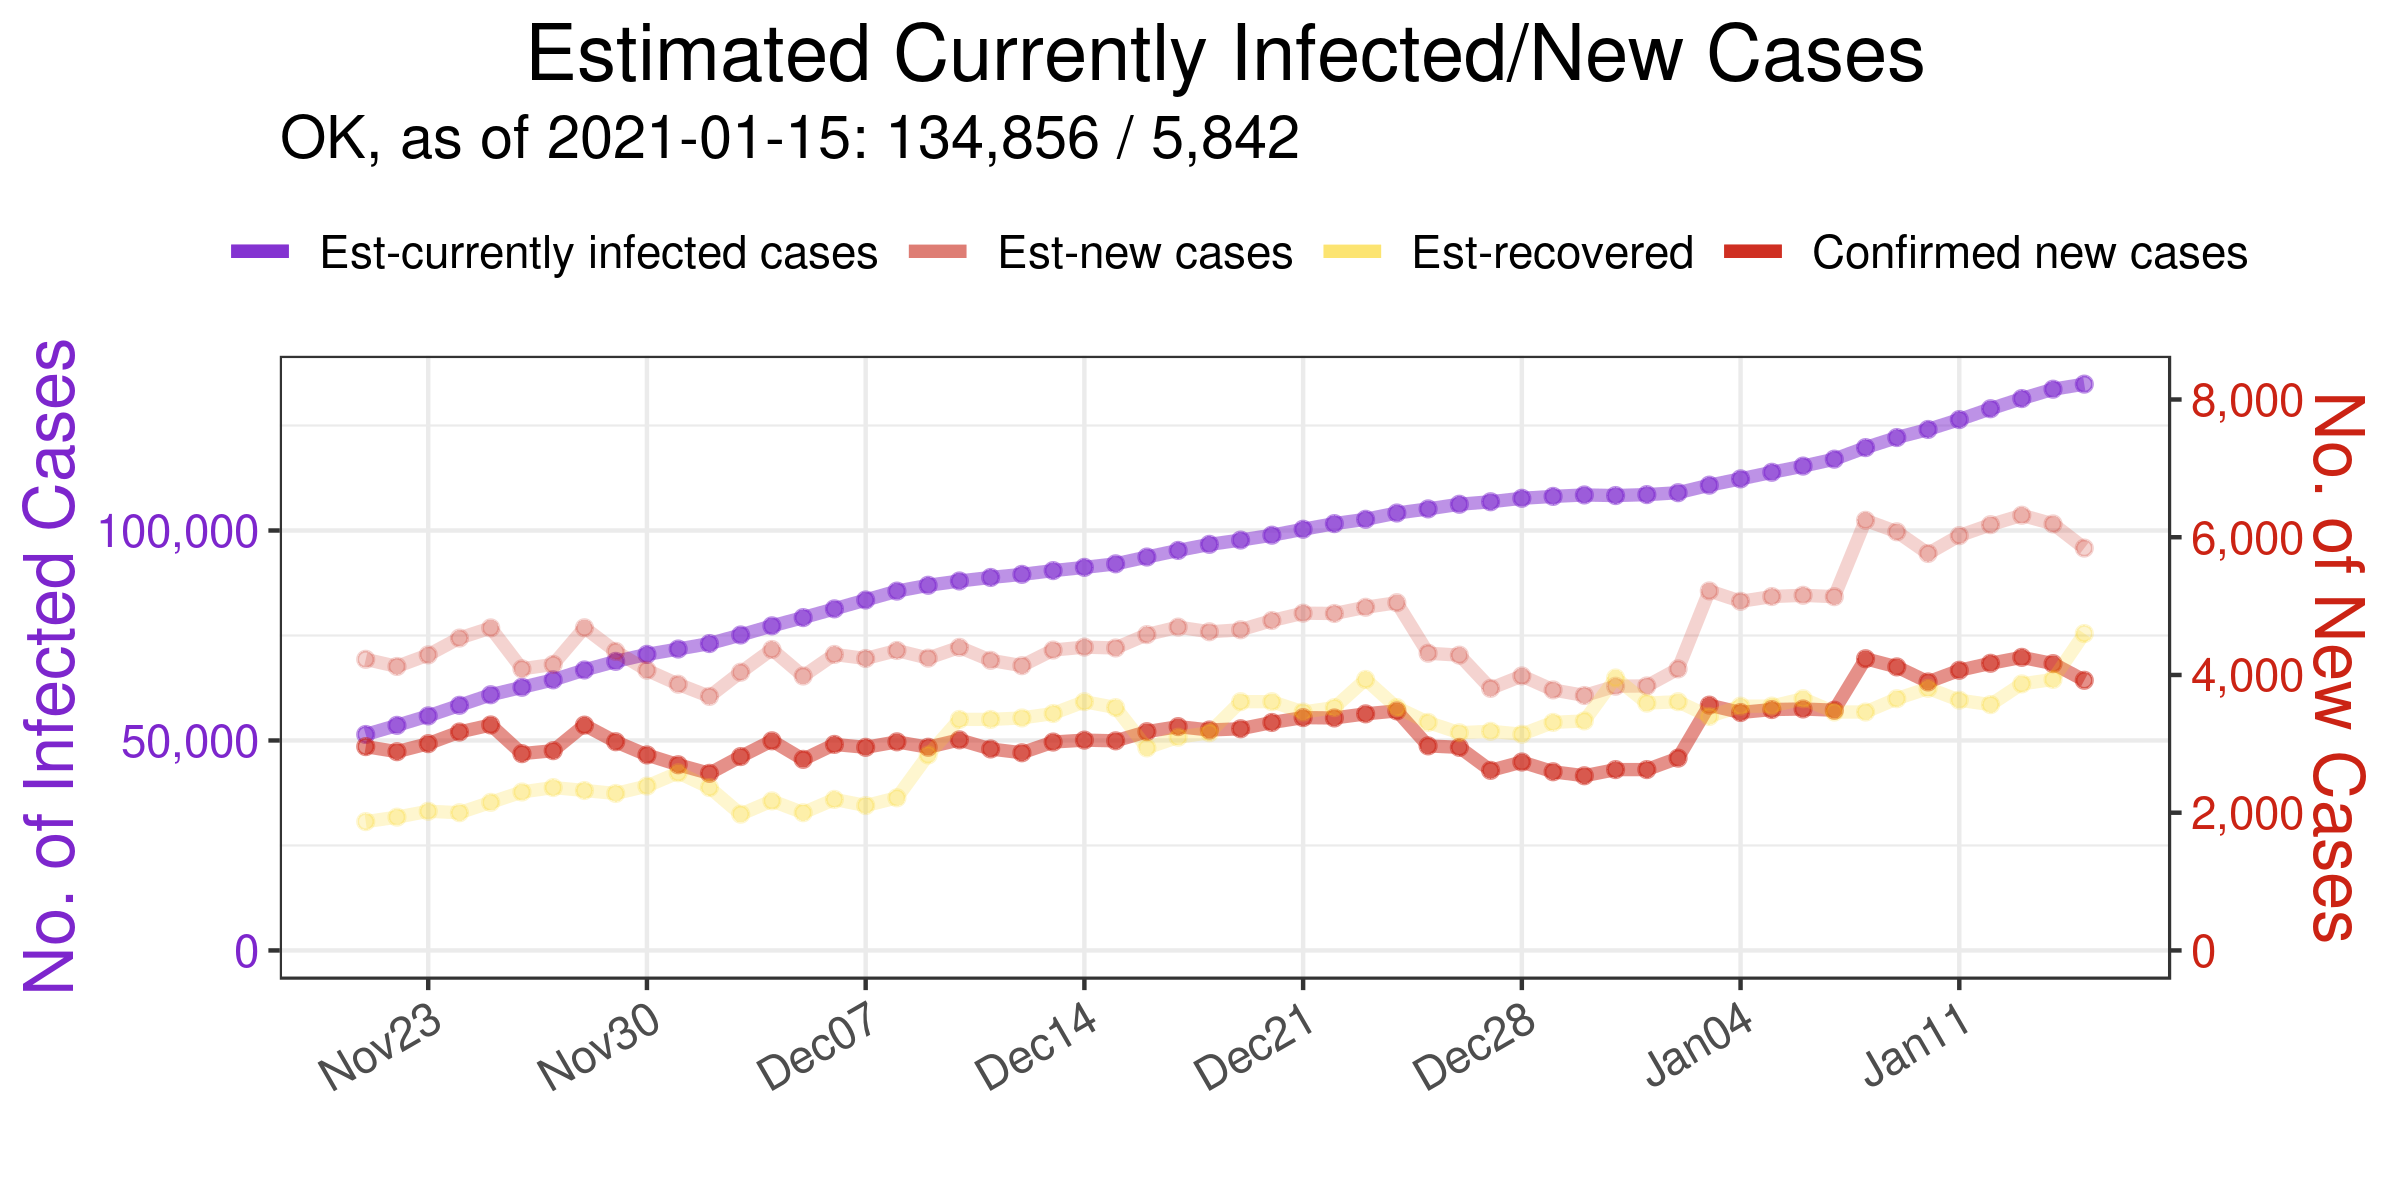 Estimated Currently Infected/New Cases
OK, as of 2021-01-15: 134,856 / 5,842
Est-currently infected cases Est-new cases Est-recovered Confirmed new cases
No. of Infected Cases
100,000
50,000
0
8,000
6,000
4,000
2,000
0
No. of New Cases
Nov23 Nov30 Dec07 Dec14 Dec21 Dec28 Jan04 Jan11